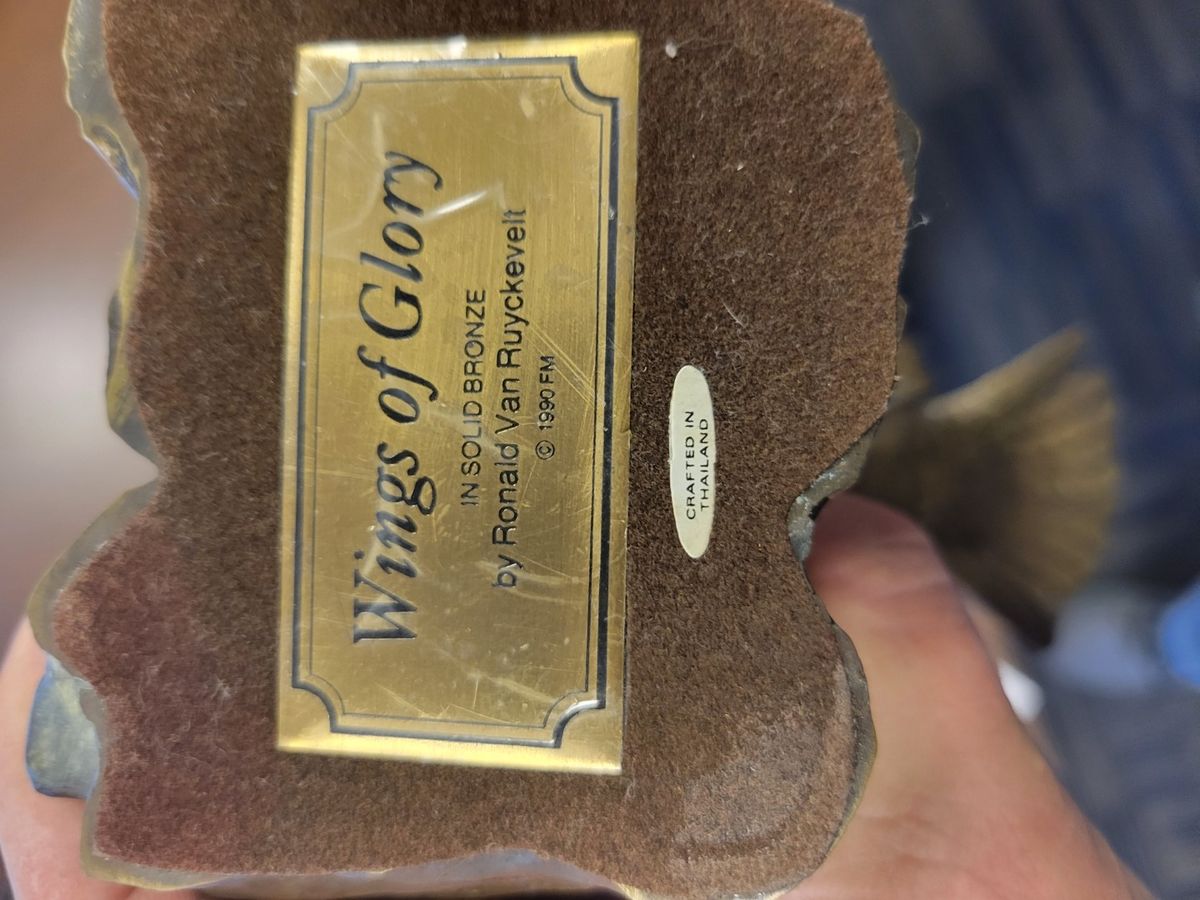 Wings of Glory
IN SOLID BRONZE
by Ronald Van Ruyckevelt
© 1990 FM
CRAFTED IN
THAILAND